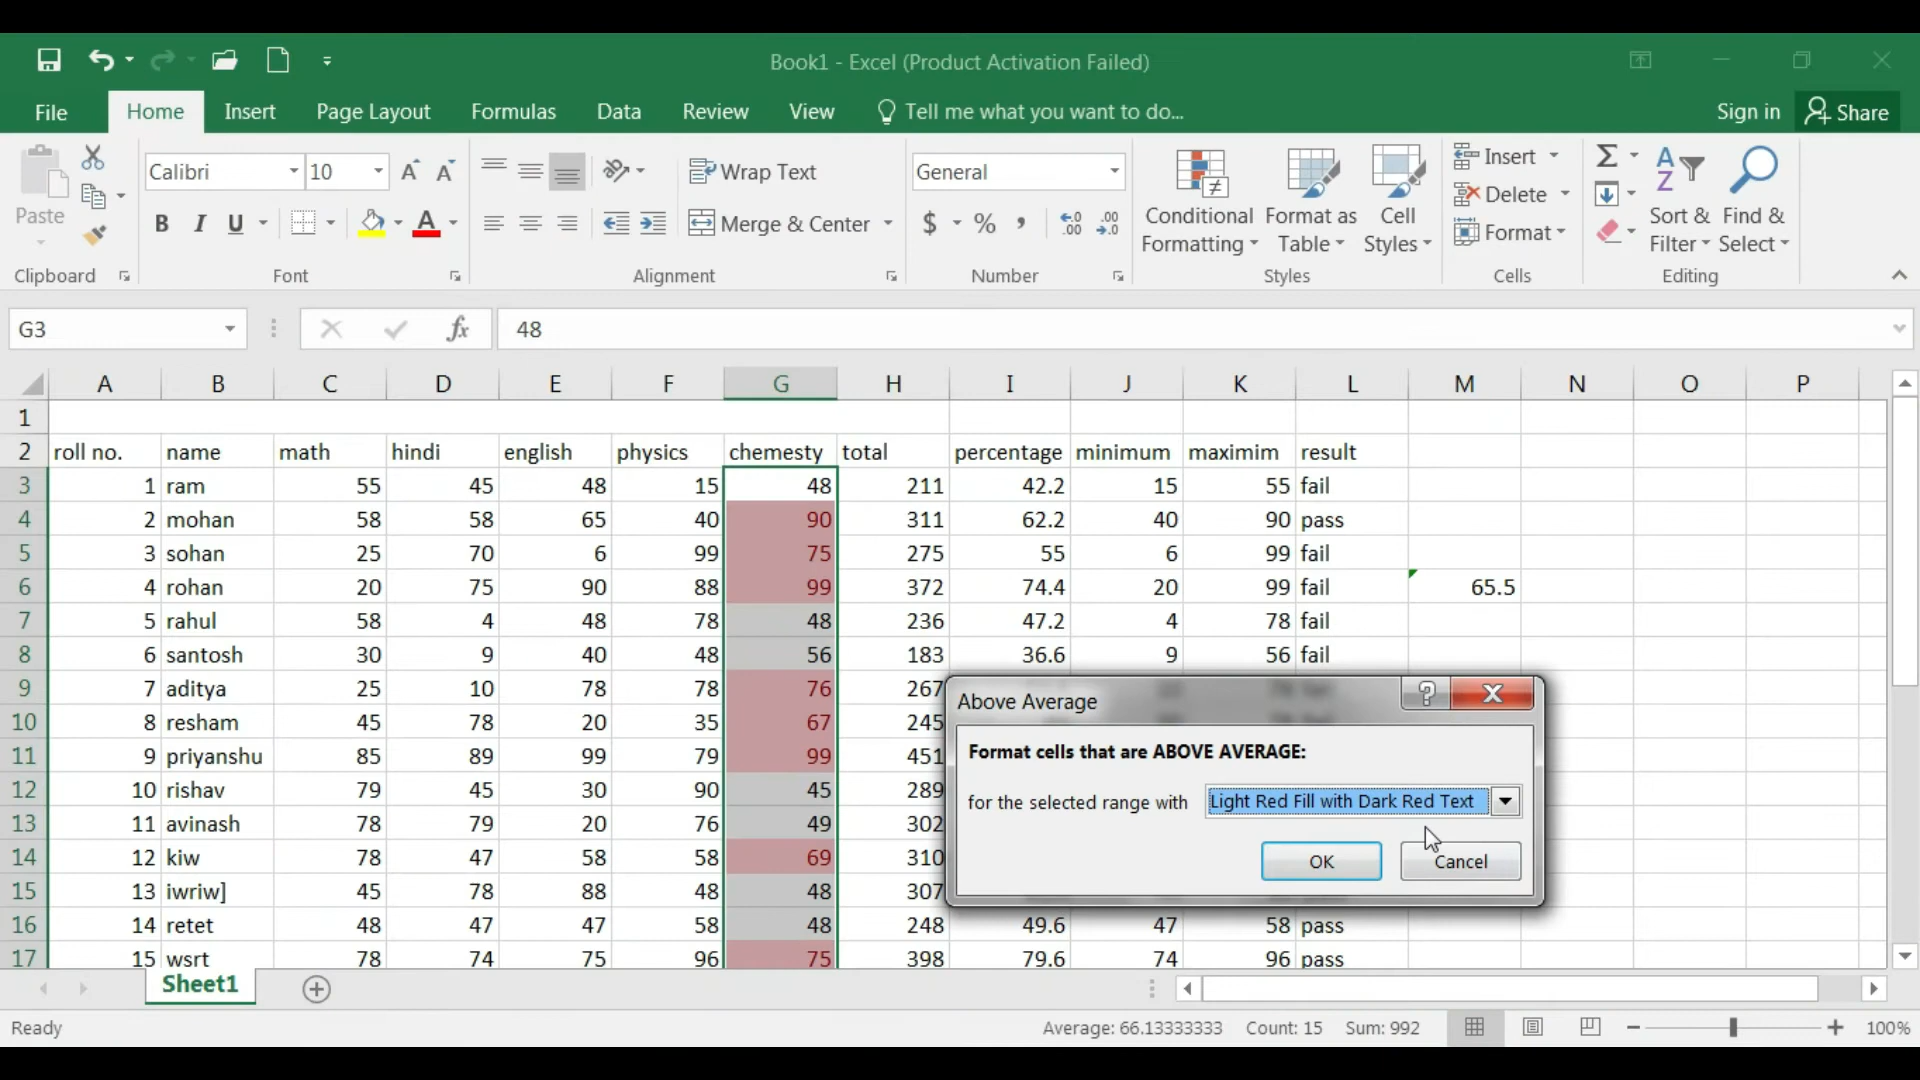 Book1 - Excel (Product Activation Failed)
File Home Insert Page Layout Formulas Data Review View Tell me what you want to do... Sign in Share
Paste Calibri 10 Wrap Text General Conditional Formatting Format as Table Cell Styles Insert Delete Format Sort & Filter Find & Select
B I U A Merge & Center $ % ,
Clipboard Font Alignment Number Styles Cells Editing
G3 fx 48
A B C D E F G H I J K L M N O P
1
2 roll no. name math hindi english physics chemesty total percentage minimum maximim result
3 1 ram 55 45 48 15 48 211 42.2 15 55 fail
4 2 mohan 58 58 65 40 90 311 62.2 40 90 pass
5 3 sohan 25 70 6 99 75 275 55 6 99 fail
6 4 rohan 20 75 90 88 99 372 74.4 20 99 fail 65.5
7 5 rahul 58 4 48 78 48 236 47.2 4 78 fail
8 6 santosh 30 9 40 48 56 183 36.6 9 56 fail
9 7 aditya 25 10 78 78 76 267
10 8 resham 45 78 20 35 67 245
11 9 priyanshu 85 89 99 79 99 451
12 10 rishav 79 45 30 90 45 289
13 11 avinash 78 79 20 76 49 302
14 12 kiw 78 47 58 58 69 310
15 13 iwriw] 45 78 88 48 48 307
16 14 retet 48 47 47 58 48 248 49.6 47 58 pass
17 15 wsrt 78 74 75 96 75 398 79.6 74 96 pass
Above Average
Format cells that are ABOVE AVERAGE:
for the selected range with Light Red Fill with Dark Red Text
OK Cancel
Sheet1
Ready Average: 66.13333333 Count: 15 Sum: 992 100%